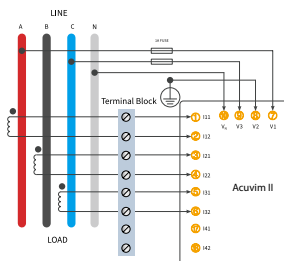 LINE
A B C N
2A FUSE
Terminal Block
Vn V3 V2 V1
I11
I12
I21
I22
I31
I32
I41
I42
Acuvim II
LOAD